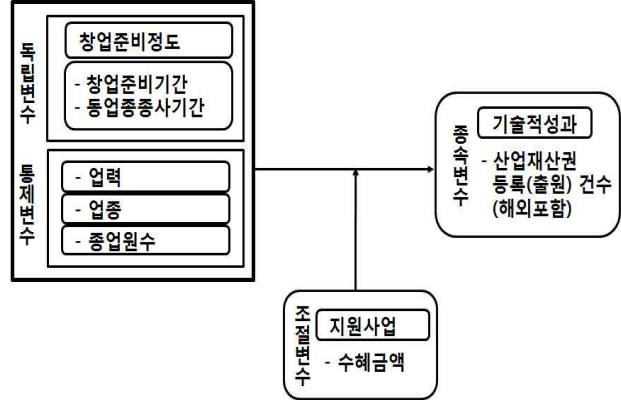 독립변수
창업준비정도
- 창업준비기간
- 동업종종사기간
통제변수
- 업력
- 업종
- 종업원수
종속변수
기술적성과
- 산업재산권
등록(출원) 건수
(해외포함)
조절변수
지원사업
- 수혜금액